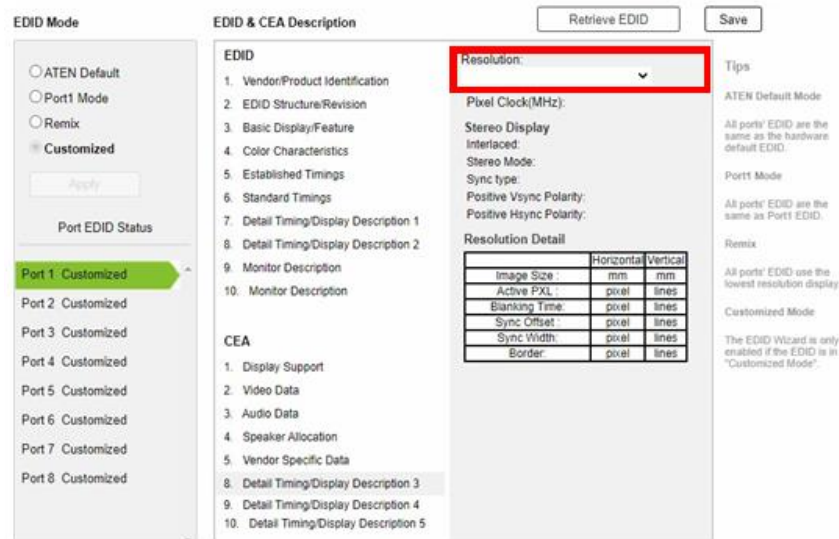 EDID Mode
EDID & CEA Description
Retrieve EDID
Save
ATEN Default
Port1 Mode
Remix
Customized
Apply
Port EDID Status
Port 1 Customized
Port 2 Customized
Port 3 Customized
Port 4 Customized
Port 5 Customized
Port 6 Customized
Port 7 Customized
Port 8 Customized
EDID
1. Vendor/Product Identification
2. EDID Structure/Revision
3. Basic Display/Feature
4. Color Characteristics
5. Established Timings
6. Standard Timings
7. Detail Timing/Display Description 1
8. Detail Timing/Display Description 2
9. Monitor Description
10. Monitor Description
CEA
1. Display Support
2. Video Data
3. Audio Data
4. Speaker Allocation
5. Vendor Specific Data
8. Detail Timing/Display Description 3
9. Detail Timing/Display Description 4
10. Detail Timing/Display Description 5
Resolution:
Pixel Clock(MHz):
Stereo Display
Interlaced:
Stereo Mode:
Sync type:
Positive Vsync Polarity:
Positive Hsync Polarity:
Resolution Detail
Horizontal Vertical
Image Size : mm mm
Active PXL : pixel lines
Blanking Time: pixel lines
Sync Offset : pixel lines
Sync Width: pixel lines
Border: pixel lines
Tips
ATEN Default Mode
All ports' EDID are the
same as the hardware
default EDID.
Port1 Mode
All ports' EDID are the
same as Port1 EDID.
Remix
All ports' EDID use the
lowest resolution display
Customized Mode
The EDID Wizard is only
enabled if the EDID is in
"Customized Mode".